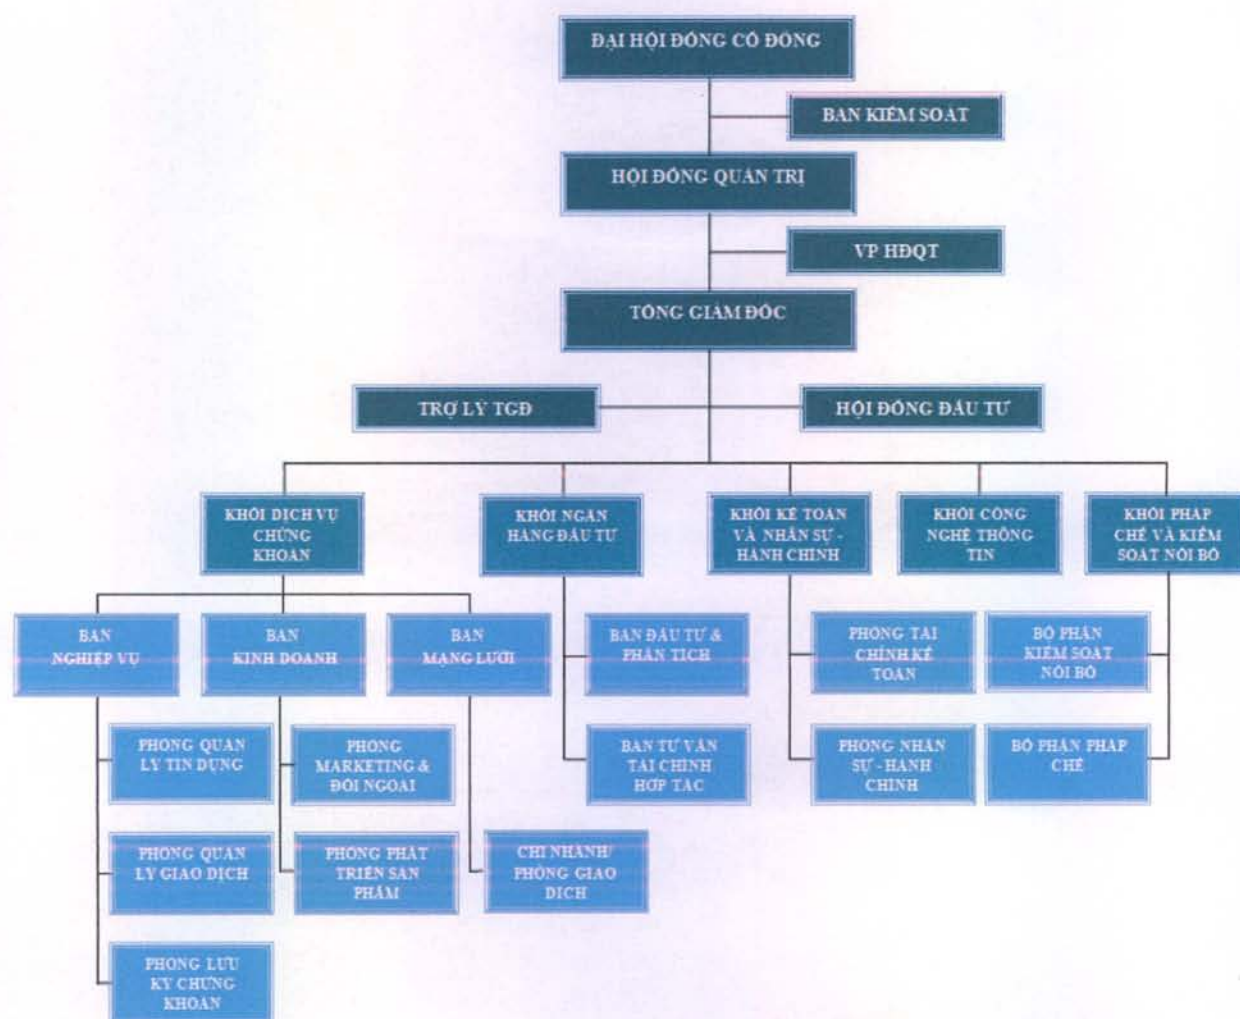 ĐẠI HỘI ĐỒNG CỔ ĐÔNG
BAN KIỂM SOÁT
HỘI ĐỒNG QUẢN TRỊ
VP HĐQT
TỔNG GIÁM ĐỐC
TRỢ LÝ TGĐ
HỘI ĐỒNG ĐẦU TƯ
KHỐI DỊCH VỤ
CHỨNG
KHOÁN
KHỐI NGÂN
HÀNG ĐẦU TƯ
KHỐI KẾ TOÁN
VÀ NHÂN SỰ -
HÀNH CHÍNH
KHỐI CÔNG
NGHỆ THÔNG
TIN
KHỐI PHÁP
CHẾ VÀ KIỂM
SOÁT NỘI BỘ
BAN
NGHIỆP VỤ
BAN
KINH DOANH
BAN
MẠNG LƯỚI
BAN ĐẦU TƯ &
PHÂN TÍCH
PHÒNG TÀI
CHÍNH KẾ
TOÁN
BỘ PHẬN
KIỂM SOÁT
NỘI BỘ
PHÒNG QUẢN
LÝ TÍN DỤNG
PHÒNG
MARKETING &
ĐỐI NGOẠI
BAN TƯ VẤN
TÀI CHÍNH
HỢP TÁC
PHÒNG NHÂN
SỰ - HÀNH
CHÍNH
BỘ PHẬN PHÁP
CHẾ
PHÒNG QUẢN
LÝ GIAO DỊCH
PHÒNG PHÁT
TRIỂN SẢN
PHẨM
CHI NHÁNH/
PHÒNG GIAO
DỊCH
PHÒNG LƯU
KÝ CHỨNG
KHOÁN